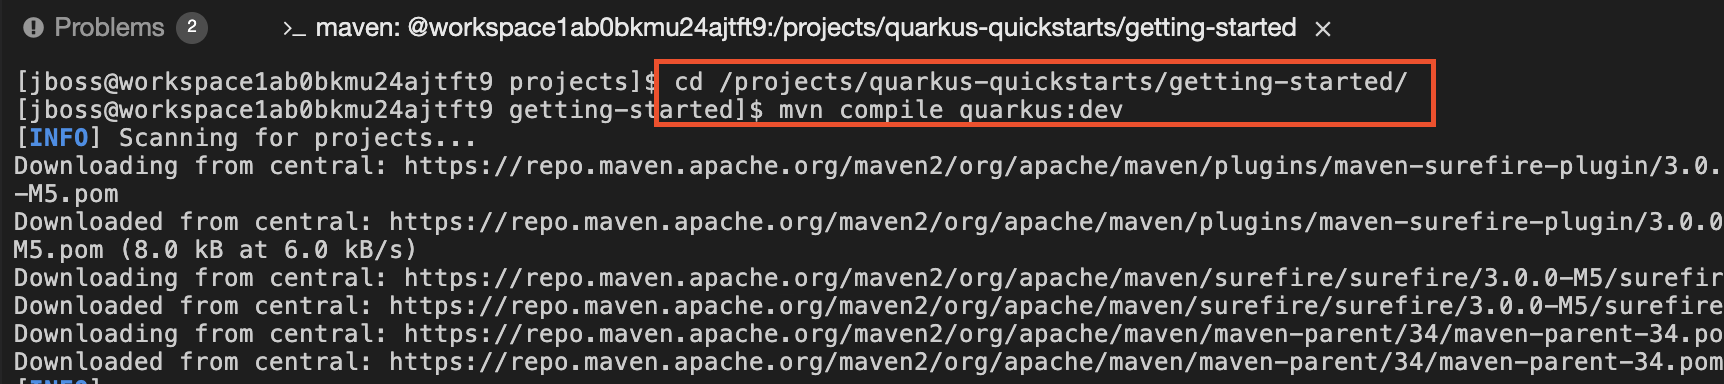 Problems 2 >_ maven: @workspace1ab0bkmu24ajtft9:/projects/quarkus-quickstarts/getting-started ×
[jboss@workspace1ab0bkmu24ajtft9 projects]$ cd /projects/quarkus-quickstarts/getting-started/
[jboss@workspace1ab0bkmu24ajtft9 getting-started]$ mvn compile quarkus:dev
[INFO] Scanning for projects...
Downloading from central: https://repo.maven.apache.org/maven2/org/apache/maven/plugins/maven-surefire-plugin/3.0.
-M5.pom
Downloaded from central: https://repo.maven.apache.org/maven2/org/apache/maven/plugins/maven-surefire-plugin/3.0.0
M5.pom (8.0 kB at 6.0 kB/s)
Downloading from central: https://repo.maven.apache.org/maven2/org/apache/maven/surefire/surefire/3.0.0-M5/surefir
Downloaded from central: https://repo.maven.apache.org/maven2/org/apache/maven/surefire/surefire/3.0.0-M5/surefire
Downloading from central: https://repo.maven.apache.org/maven2/org/apache/maven/maven-parent/34/maven-parent-34.po
Downloaded from central: https://repo.maven.apache.org/maven2/org/apache/maven/maven-parent/34/maven-parent-34.pom